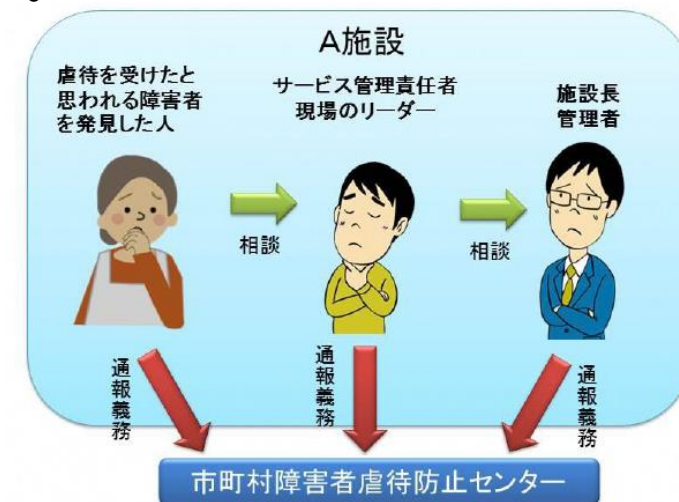 A施設
虐待を受けたと
思われる障害者
を発見した人
サービス管理責任者
現場のリーダー
施設長
管理者
相談
相談
通報義務
通報義務
通報義務
市町村障害者虐待防止センター